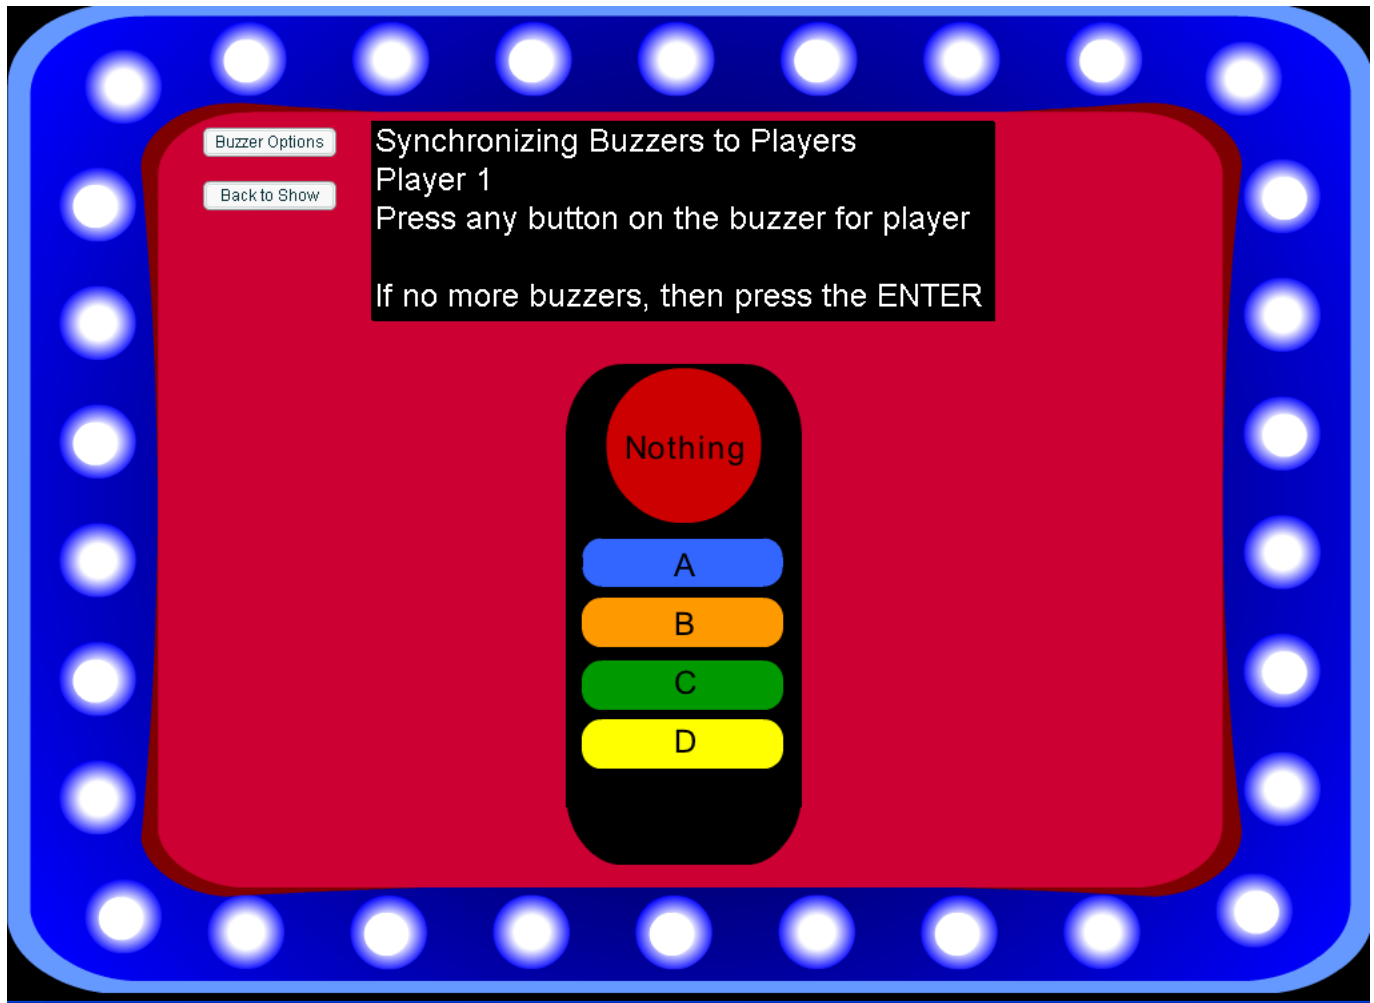 Buzzer Options
Back to Show
Synchronizing Buzzers to Players
Player 1
Press any button on the buzzer for player
If no more buzzers, then press the ENTER
Nothing
A
B
C
D